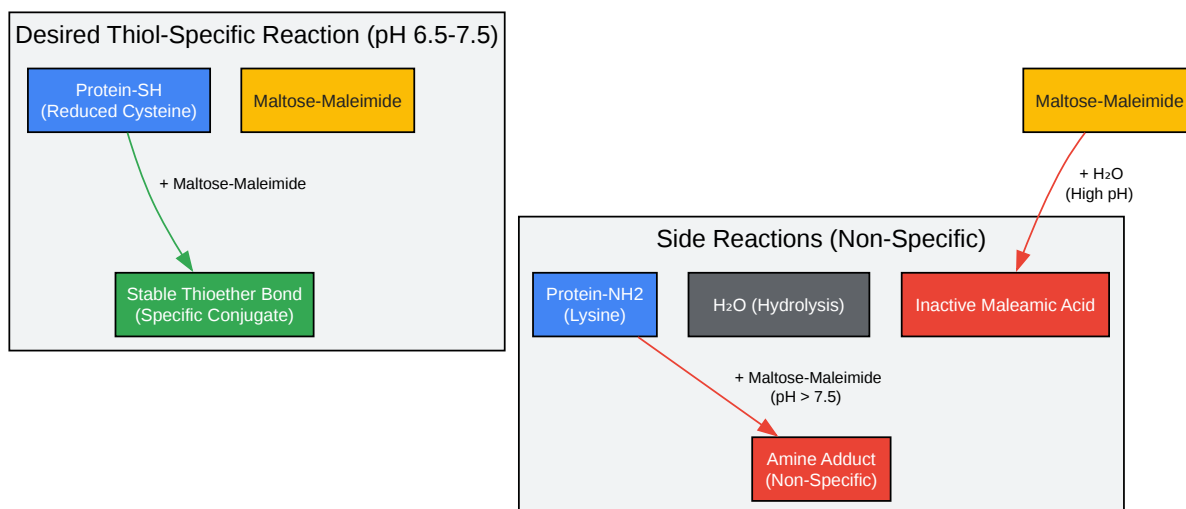 Desired Thiol-Specific Reaction (pH 6.5-7.5)
Protein-SH
(Reduced Cysteine)
Maltose-Maleimide
+ Maltose-Maleimide
Stable Thioether Bond
(Specific Conjugate)
Maltose-Maleimide
+ H₂O
(High pH)
Side Reactions (Non-Specific)
Protein-NH2
(Lysine)
H₂O (Hydrolysis)
Inactive Maleamic Acid
+ Maltose-Maleimide
(pH > 7.5)
Amine Adduct
(Non-Specific)